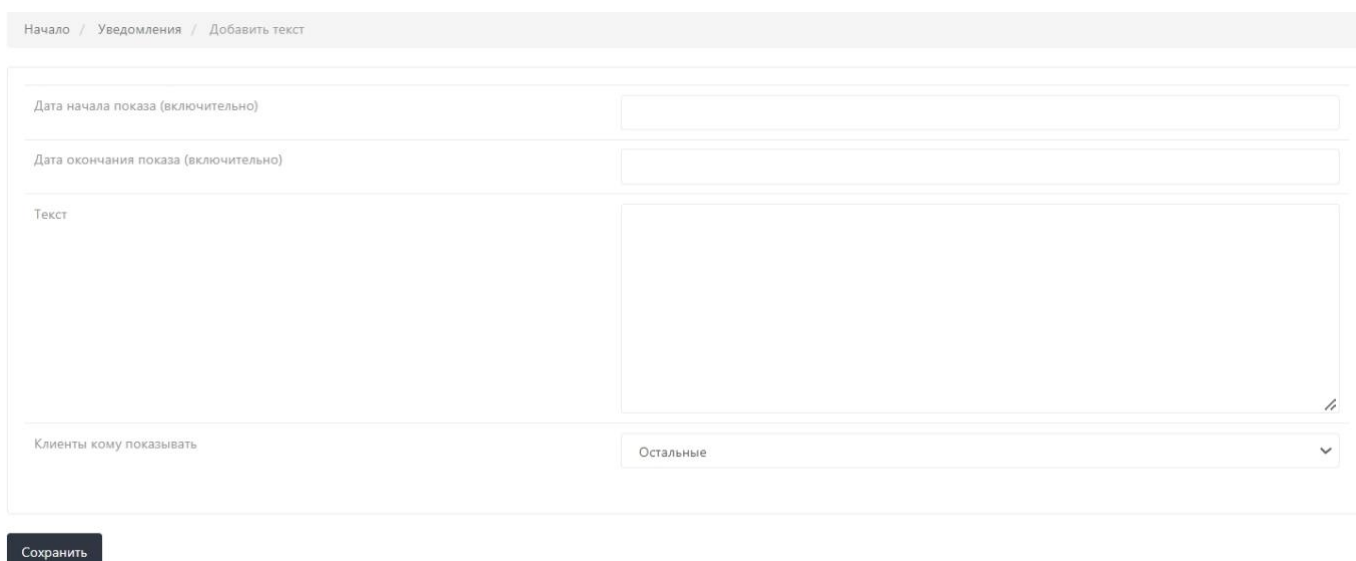 Начало / Уведомления / Добавить текст
Дата начала показа (включительно)
Дата окончания показа (включительно)
Текст
Клиенты кому показывать
Остальные
Сохранить